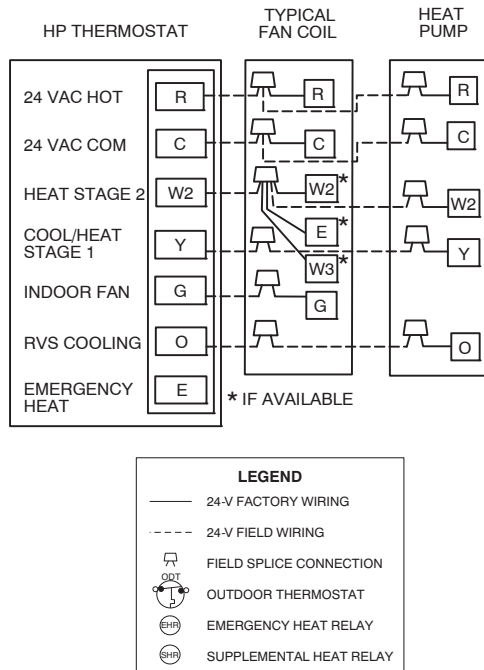 HP THERMOSTAT
TYPICAL
FAN COIL
HEAT
PUMP
24 VAC HOT
R
R
R
24 VAC COM
C
C
C
HEAT STAGE 2
W2
W2*
W2
E*
COOL/HEAT
STAGE 1
Y
W3*
Y
INDOOR FAN
G
G
RVS COOLING
O
O
EMERGENCY
HEAT
E
* IF AVAILABLE
LEGEND
24-V FACTORY WIRING
24-V FIELD WIRING
FIELD SPLICE CONNECTION
ODT
OUTDOOR THERMOSTAT
EHR
EMERGENCY HEAT RELAY
SHR
SUPPLEMENTAL HEAT RELAY